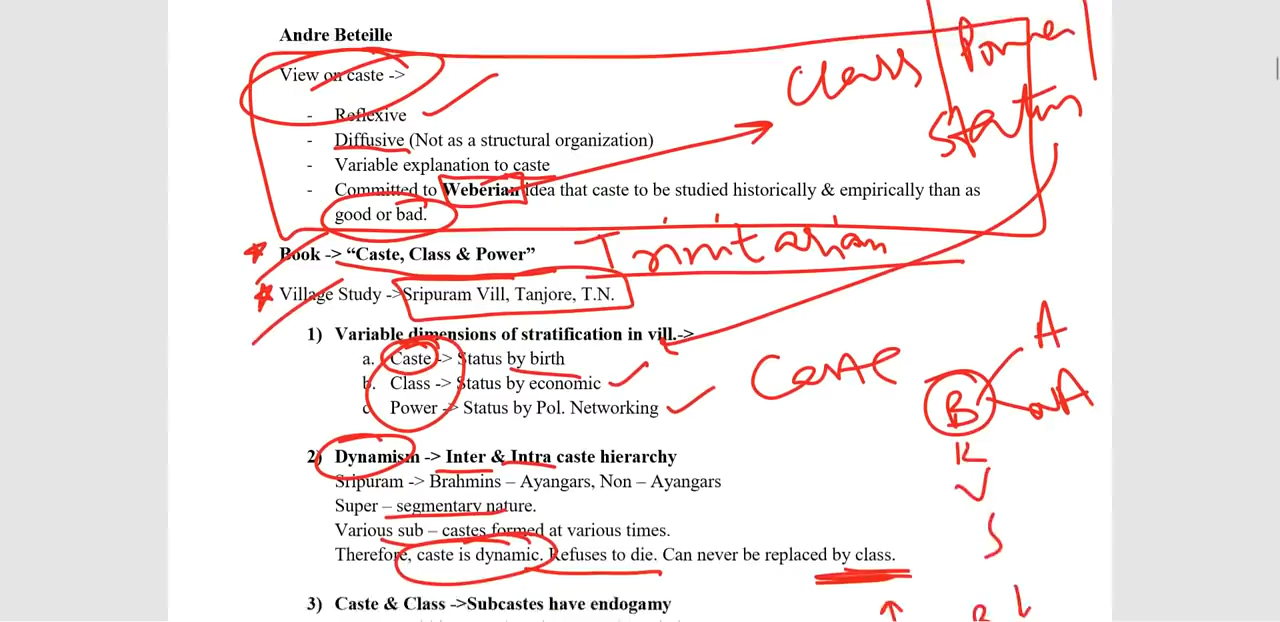 Andre Beteille
View on caste ->
- Reflexive
- Diffusive (Not as a structural organization)
- Variable explanation to caste
- Committed to Weberian idea that caste to be studied historically & empirically than as
good or bad.
Class
Power
Status
Book -> “Caste, Class & Power”
Trinitarian
Village Study -> Sripuram Vill, Tanjore, T.N.
1) Variable dimensions of stratification in vill.->
a. Caste -> Status by birth
b. Class -> Status by economic
c. Power -> Status by Pol. Networking
Caste
A
B
NA
K
V
S
2) Dynamism -> Inter & Intra caste hierarchy
Sripuram -> Brahmins – Ayangars, Non – Ayangars
Super – segmentary nature.
Various sub – castes formed at various times.
Therefore, caste is dynamic. Refuses to die. Can never be replaced by class.
3) Caste & Class ->Subcastes have endogamy